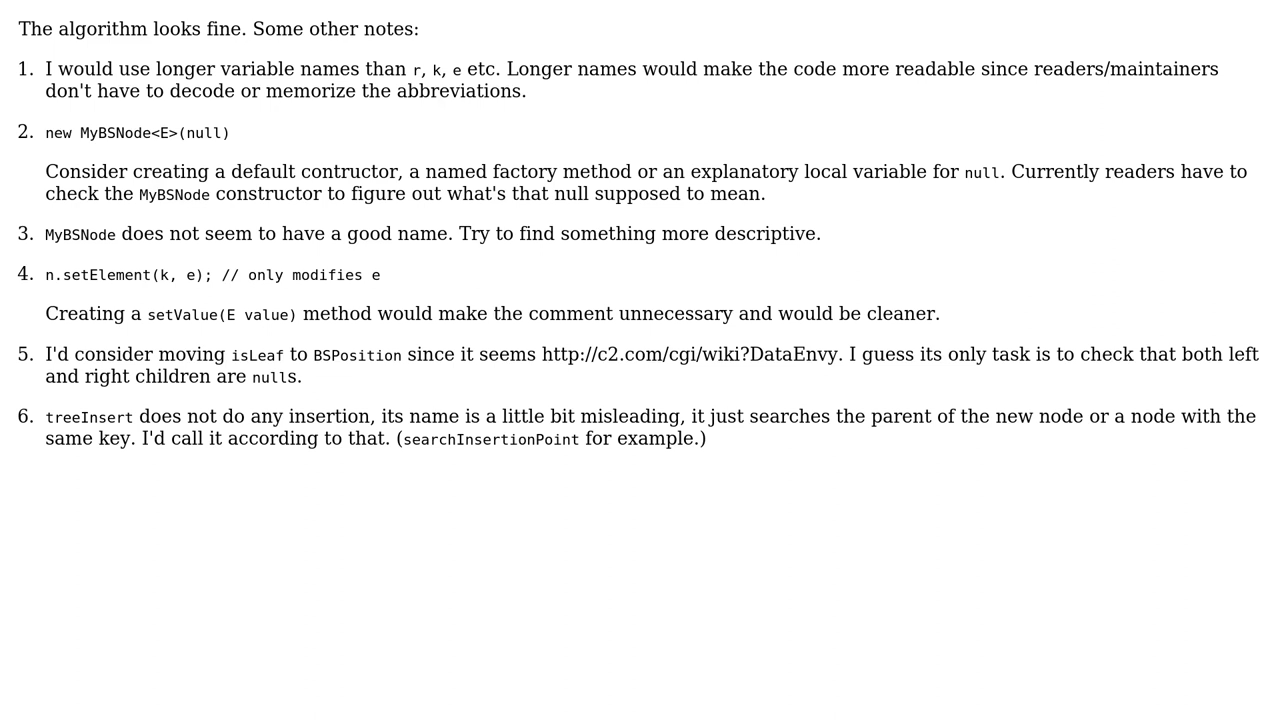 The algorithm looks fine. Some other notes:
1. I would use longer variable names than r, k, e etc. Longer names would make the code more readable since readers/maintainers
don't have to decode or memorize the abbreviations.
2. new MyBSNode<E>(null)
Consider creating a default contructor, a named factory method or an explanatory local variable for null. Currently readers have to
check the MyBSNode constructor to figure out what's that null supposed to mean.
3. MyBSNode does not seem to have a good name. Try to find something more descriptive.
4. n.setElement(k, e); // only modifies e
Creating a setValue(E value) method would make the comment unnecessary and would be cleaner.
5. I'd consider moving isLeaf to BSPosition since it seems http://c2.com/cgi/wiki?DataEnvy. I guess its only task is to check that both left
and right children are nulls.
6. treeInsert does not do any insertion, its name is a little bit misleading, it just searches the parent of the new node or a node with the
same key. I'd call it according to that. (searchInsertionPoint for example.)